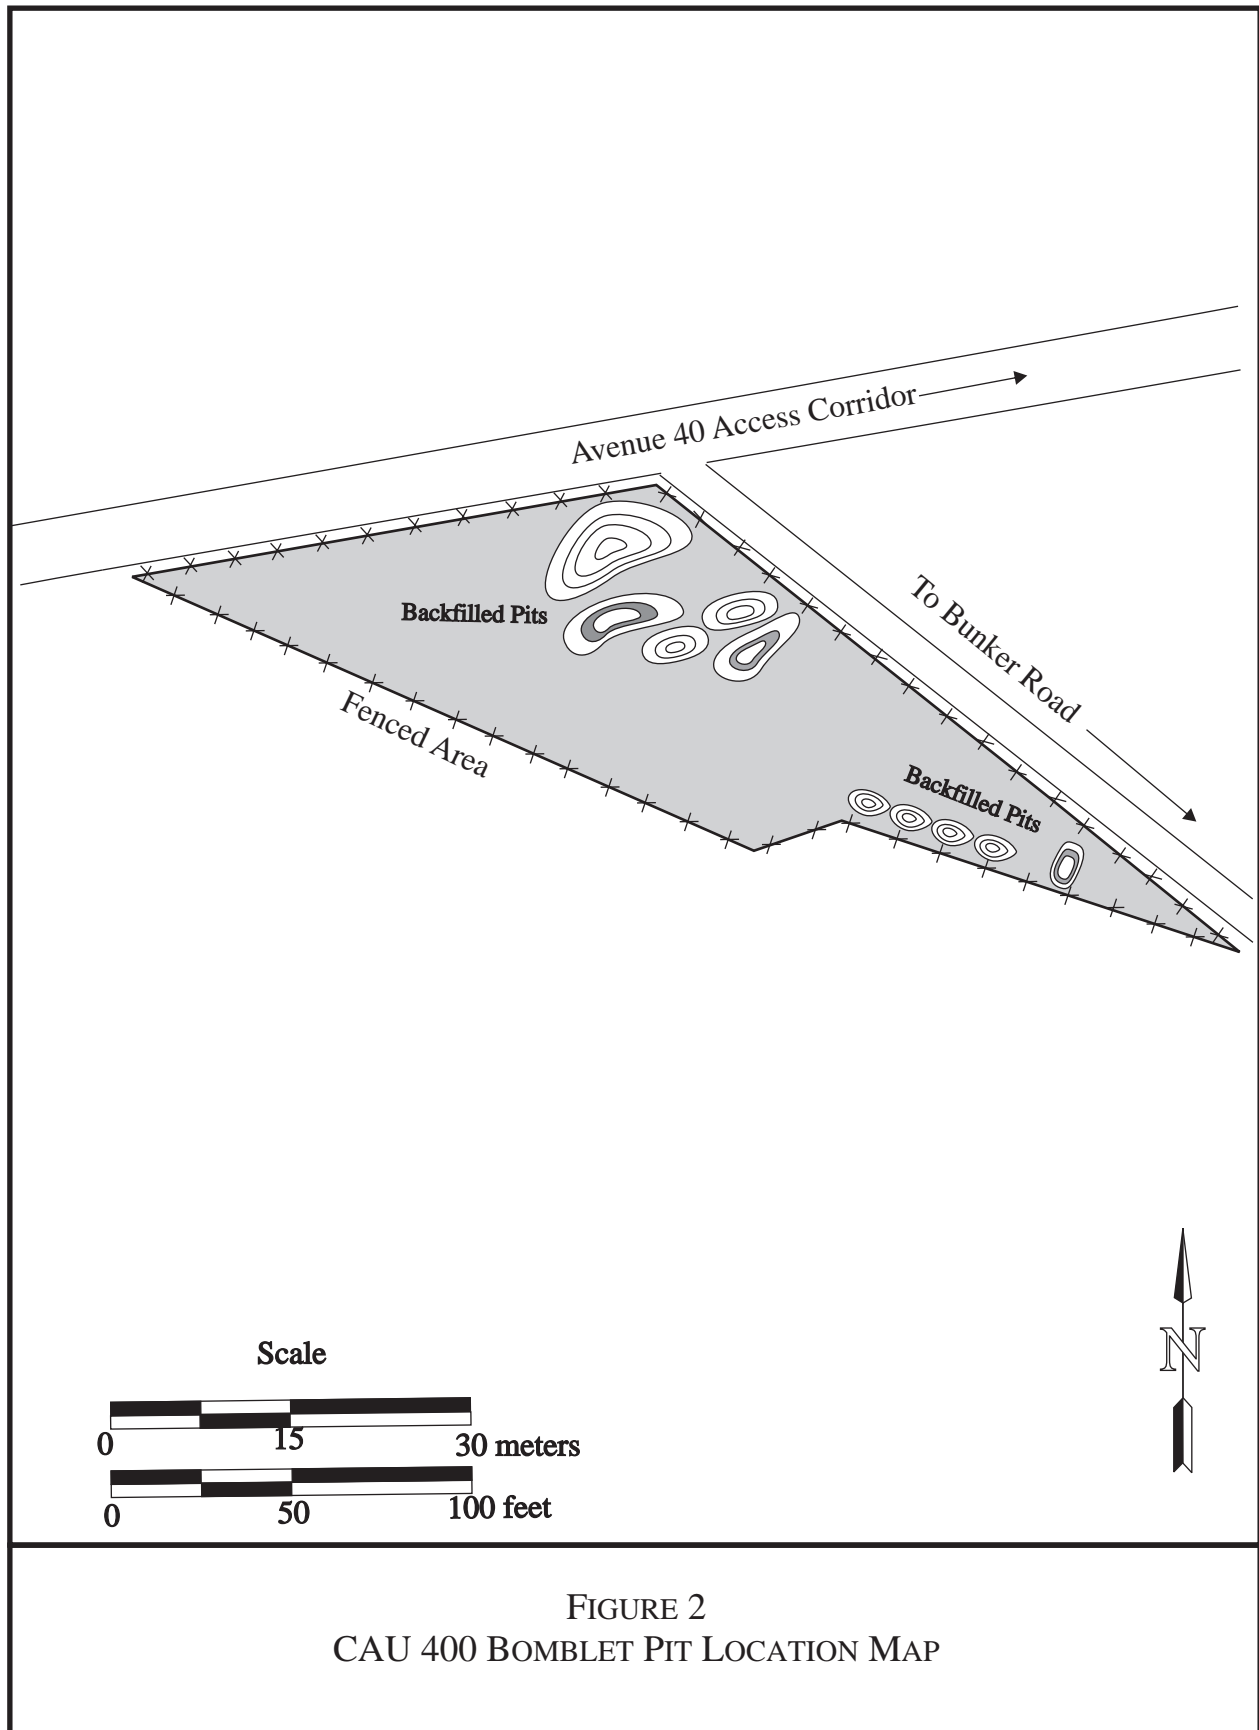 Avenue 40 Access Corridor
To Bunker Road
Backfilled Pits
Fenced Area
Backfilled Pits
Scale
0 15 30 meters
0 50 100 feet
N
FIGURE 2
CAU 400 BOMBLET PIT LOCATION MAP